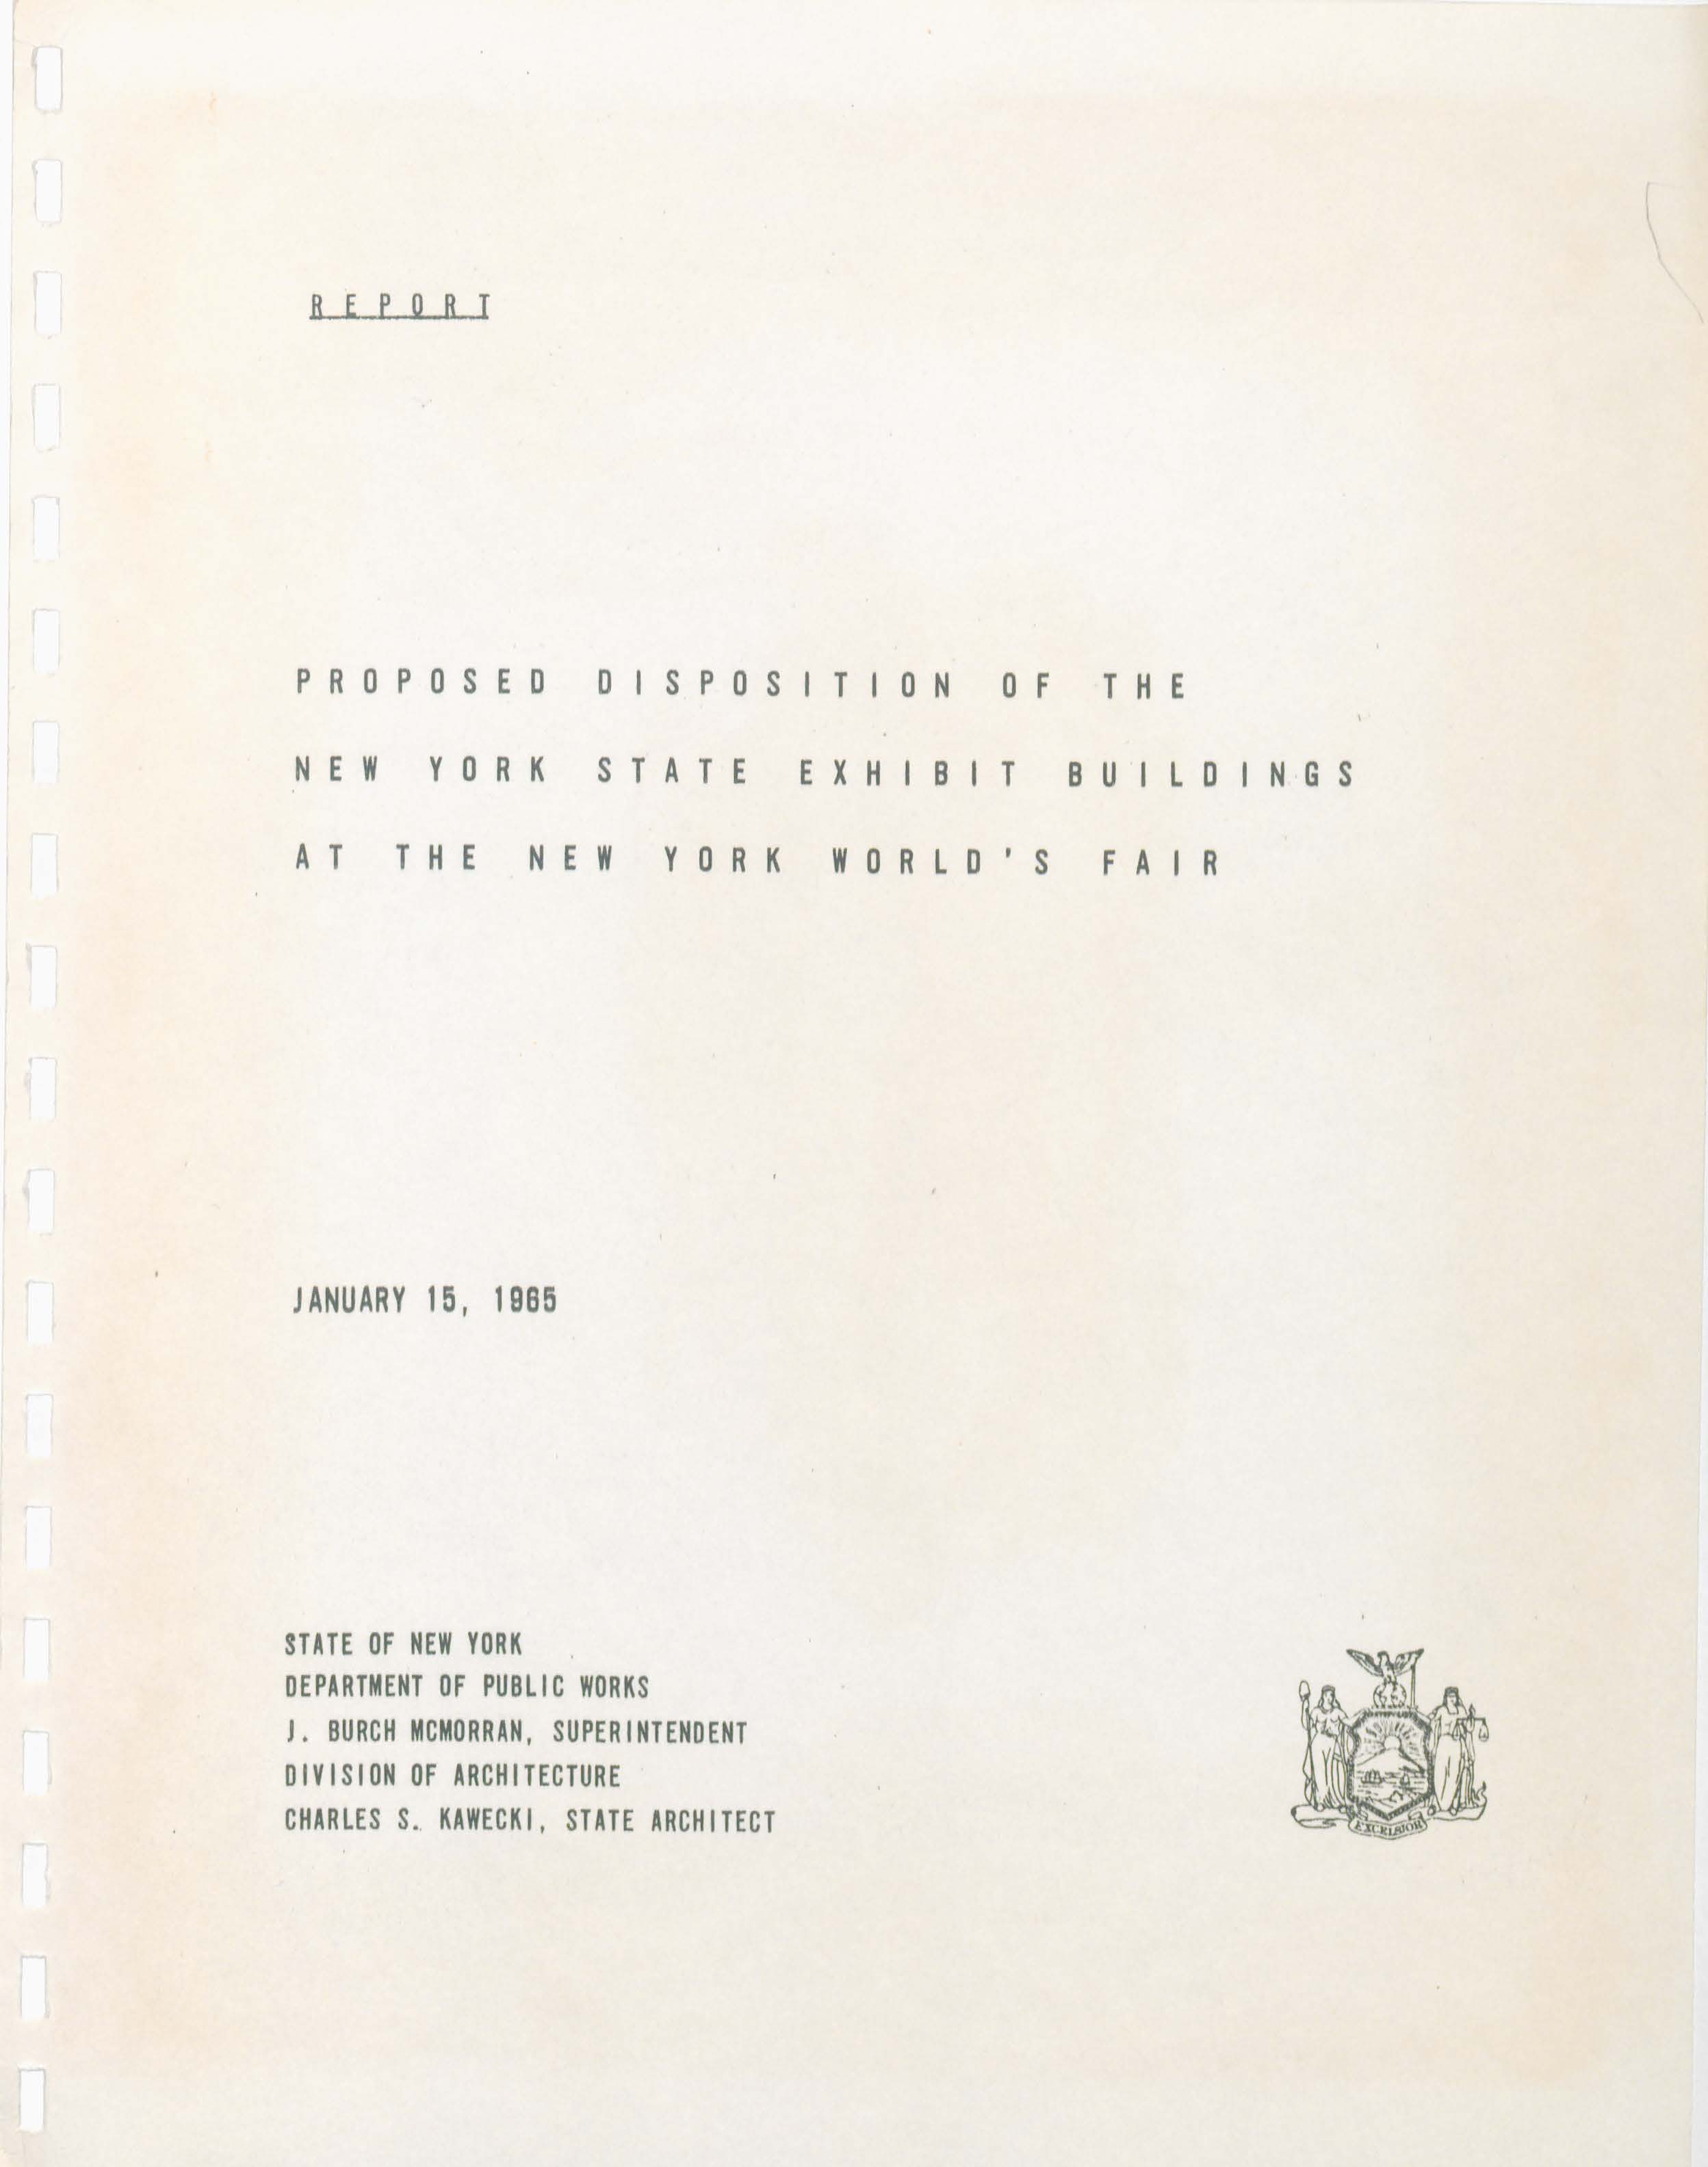 REPORT
PROPOSED DISPOSITION OF THE
NEW YORK STATE EXHIBIT BUILDINGS
AT THE NEW YORK WORLD'S FAIR
JANUARY 15, 1965
STATE OF NEW YORK
DEPARTMENT OF PUBLIC WORKS
J. BURCH MCMORRAN, SUPERINTENDENT
DIVISION OF ARCHITECTURE
CHARLES S. KAWECKI, STATE ARCHITECT
EXCELSIOR